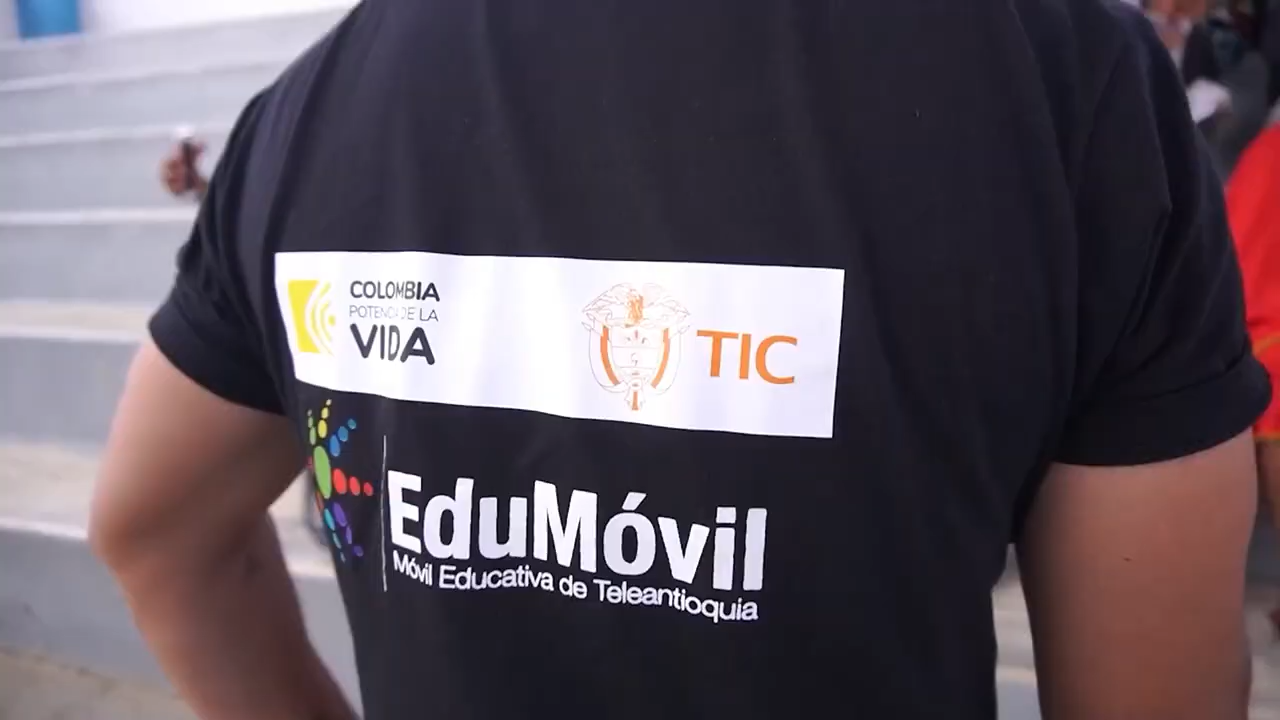 COLOMBIA
POTENCIA DE LA
VIDA
TIC
EduMóvil
Móvil Educativa de Teleantioquia